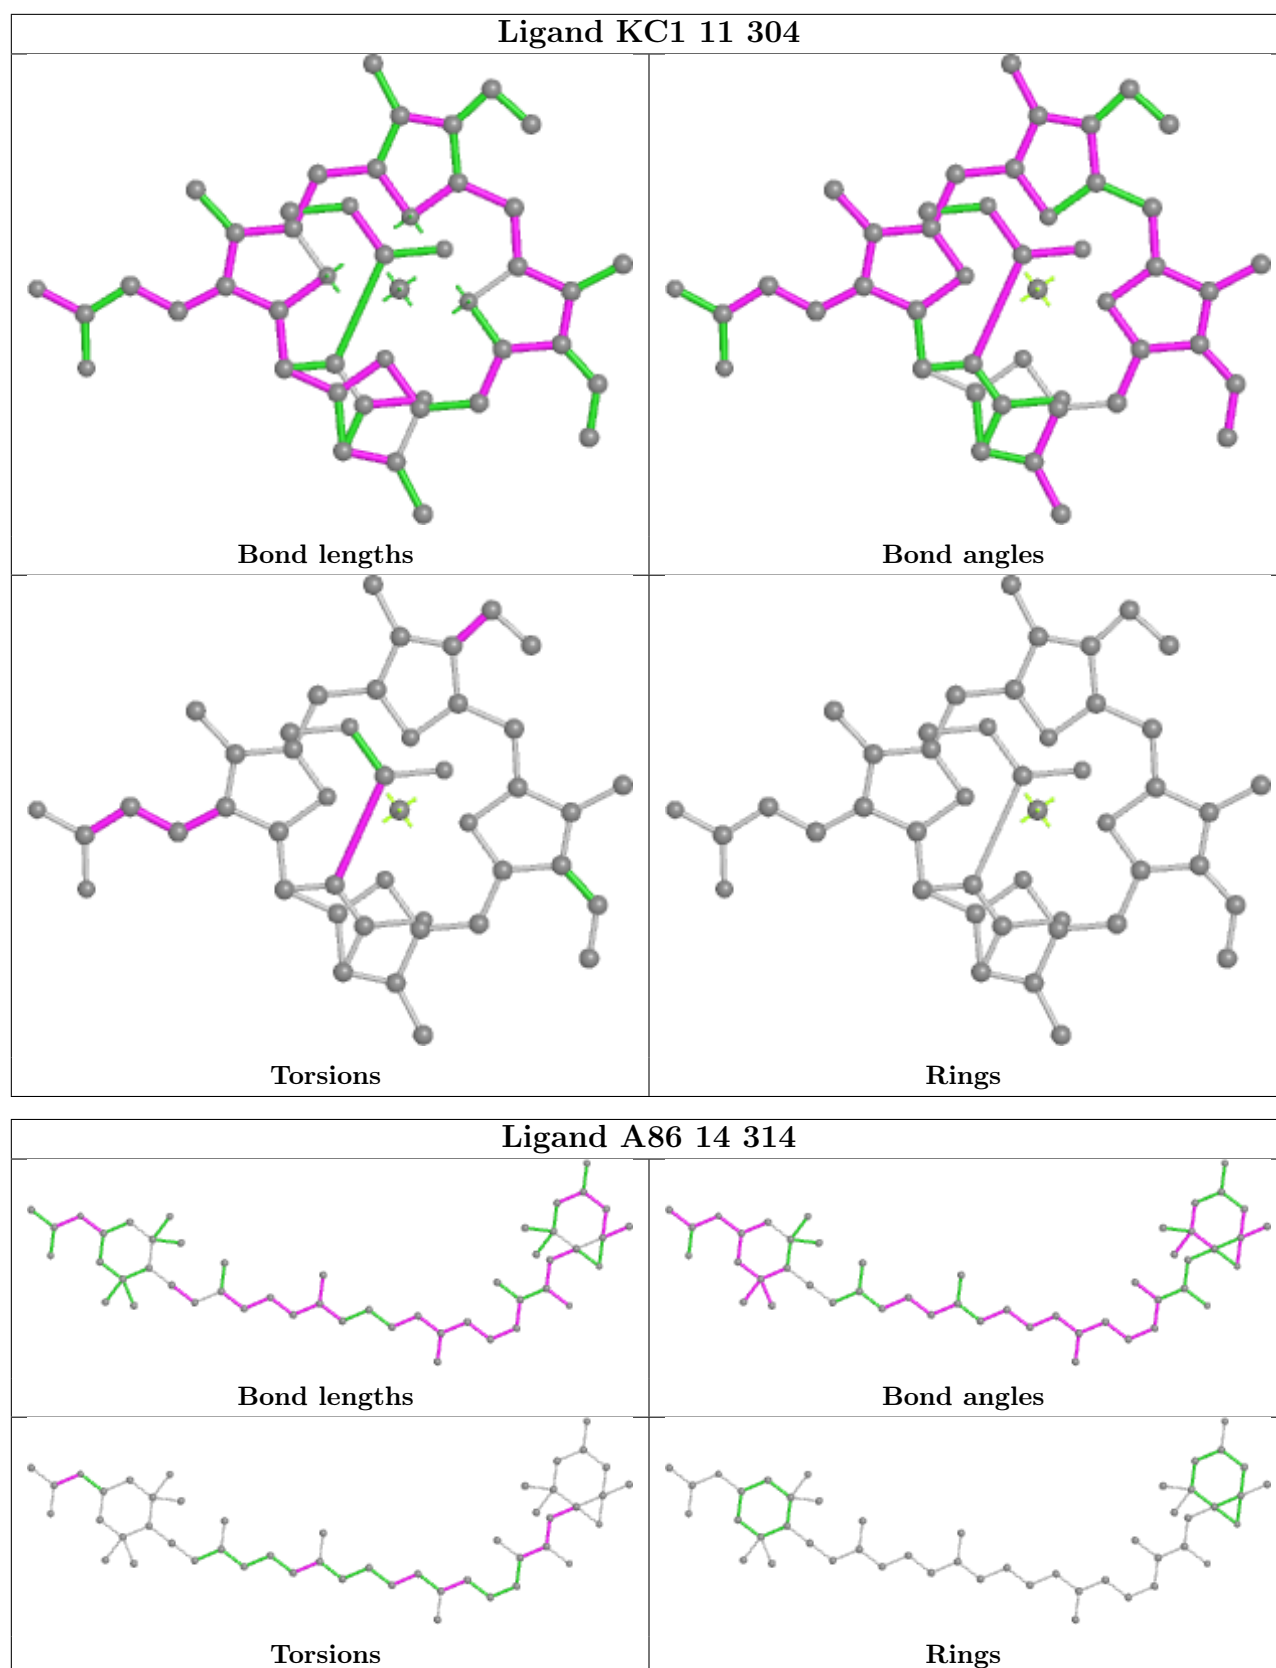 Ligand KC1 11 304
Bond lengths
Bond angles
Torsions
Rings
Ligand A86 14 314
Bond lengths
Bond angles
Torsions
Rings